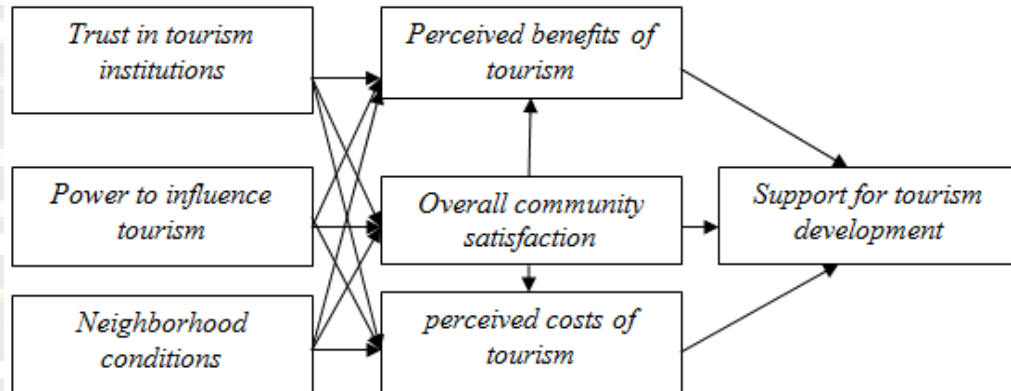 Trust in tourism
institutions
Perceived benefits of
tourism
Power to influence
tourism
Overall community
satisfaction
Support for tourism
development
Neighborhood
conditions
perceived costs of
tourism